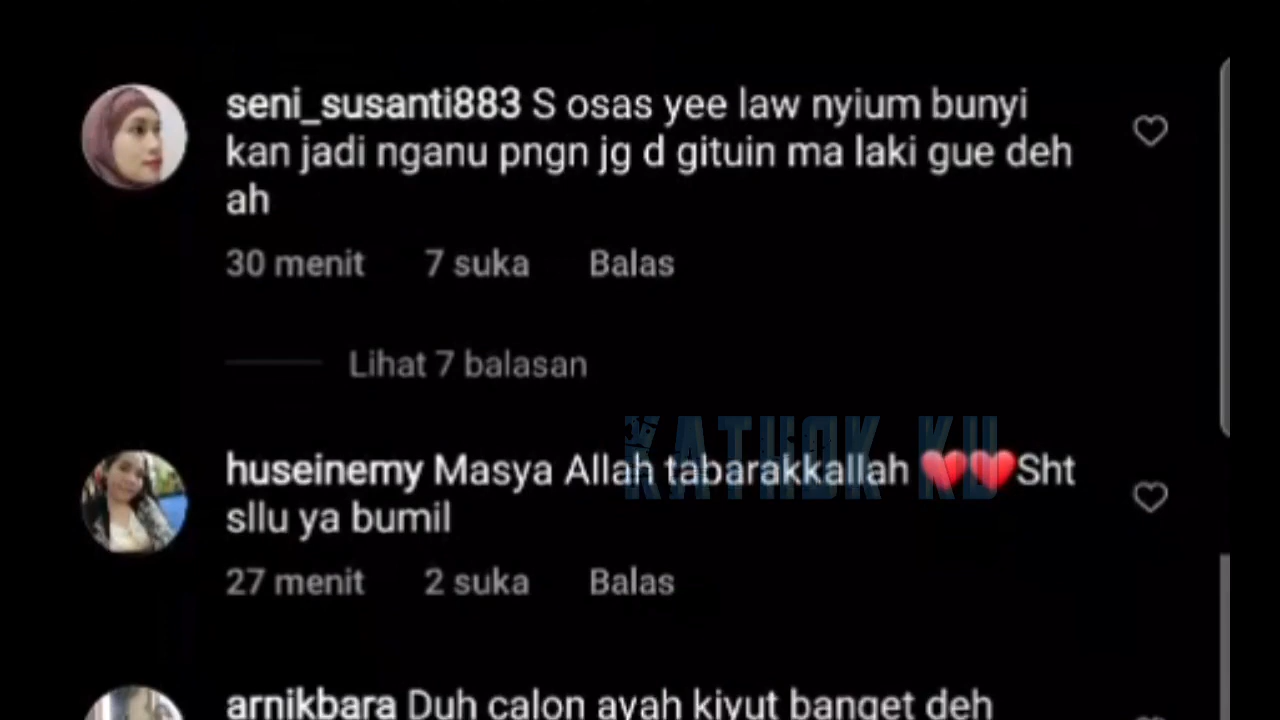 seni_susanti883 S osas yee law nyium bunyi
kan jadi nganu pngn jg d gituin ma laki gue deh
ah
30 menit 7 suka Balas
Lihat 7 balasan
KATHOK KU
huseinemy Masya Allah tabarakkallah ❤❤Sht
sllu ya bumil
27 menit 2 suka Balas
arnikbara Duh calon ayah kiyut banget deh